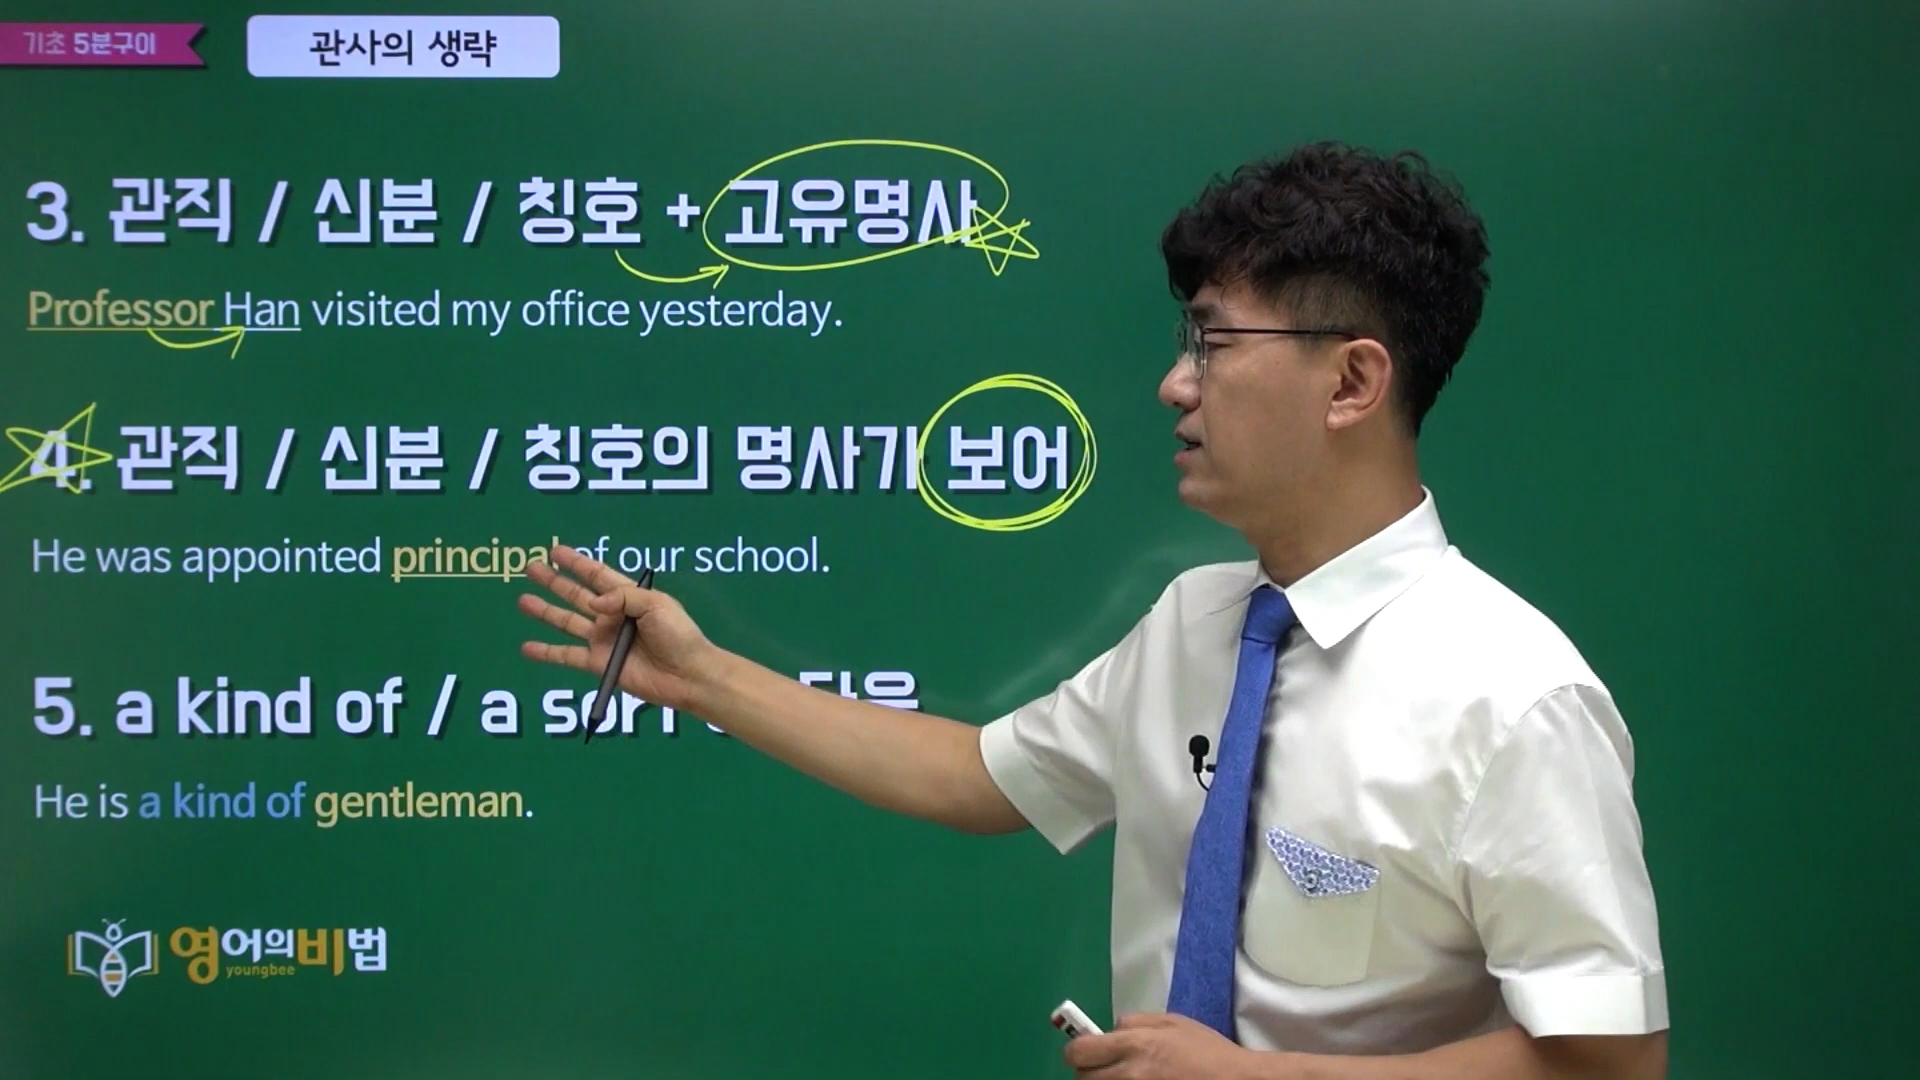 기초 5분구이
관사의 생략
3. 관직 / 신분 / 칭호 + 고유명사
Professor Han visited my office yesterday.
4. 관직 / 신분 / 칭호의 명사가 보어
He was appointed principal of our school.
5. a kind of / a sort
He is a kind of gentleman.
영어의비법
youngbee